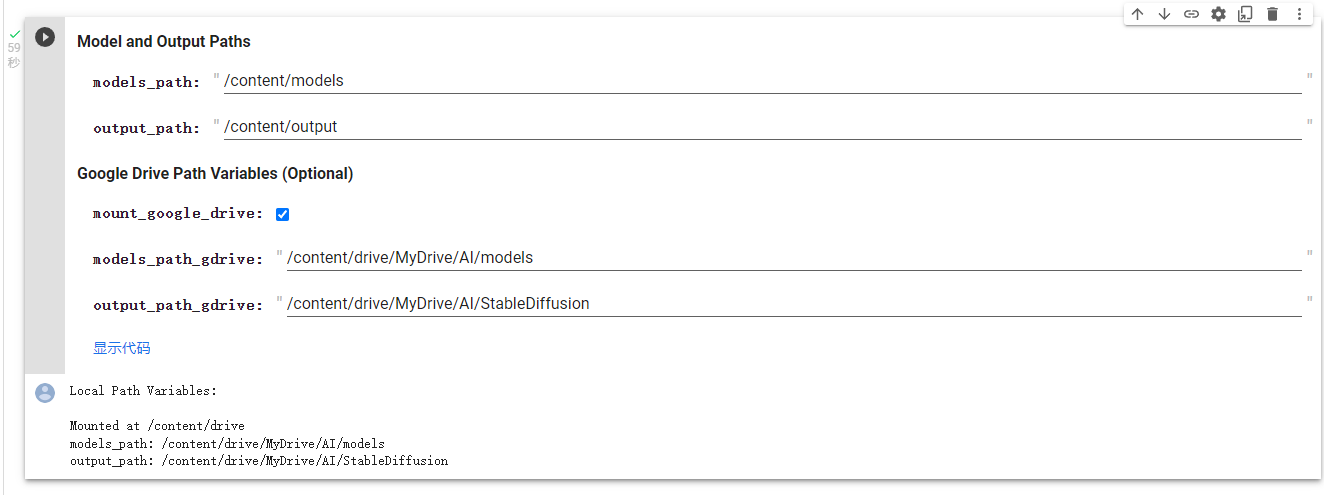 59
秒
Model and Output Paths
models_path: "/content/models"
output_path: "/content/output"
Google Drive Path Variables (Optional)
mount_google_drive:
models_path_gdrive: "/content/drive/MyDrive/AI/models"
output_path_gdrive: "/content/drive/MyDrive/AI/StableDiffusion"
显示代码
Local Path Variables:
Mounted at /content/drive
models_path: /content/drive/MyDrive/AI/models
output_path: /content/drive/MyDrive/AI/StableDiffusion